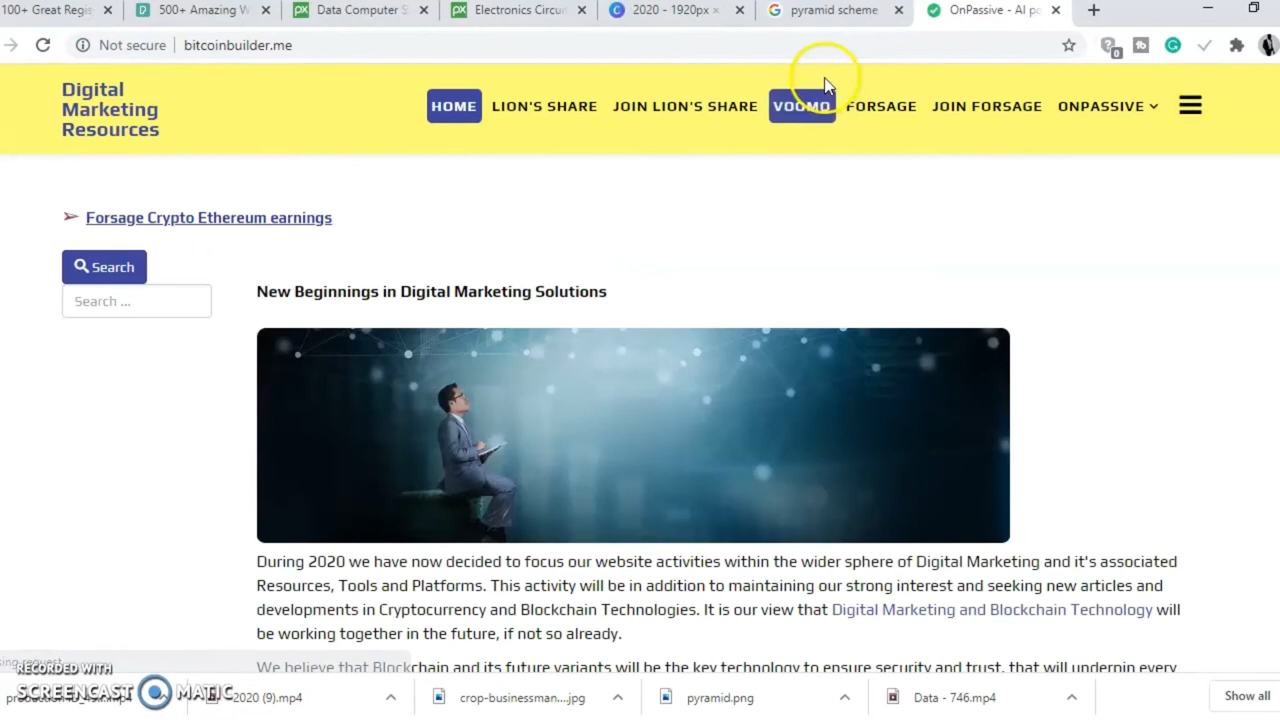 100+ Great Regis
500+ Amazing W
Data Computer S
Electronics Circui
2020 - 1920px ×
pyramid scheme
OnPassive - AI po
Not secure
bitcoinbuilder.me
0
Digital
Marketing
Resources
HOME
LION'S SHARE
JOIN LION'S SHARE
VOOMO
FORSAGE
JOIN FORSAGE
ONPASSIVE
Forsage Crypto Ethereum earnings
Search
Search ...
New Beginnings in Digital Marketing Solutions
During 2020 we have now decided to focus our website activities within the wider sphere of Digital Marketing and it's associated
Resources, Tools and Platforms. This activity will be in addition to maintaining our strong interest and seeking new articles and
developments in Cryptocurrency and Blockchain Technologies. It is our view that Digital Marketing and Blockchain Technology will
be working together in the future, if not so already.
We believe that Blockchain and its future variants will be the key technology to ensure security and trust, that will underpin every
RECORDED WITH
SCREENCAST MATIC
2020 (9).mp4
crop-businessman....jpg
pyramid.png
Data - 746.mp4
Show all